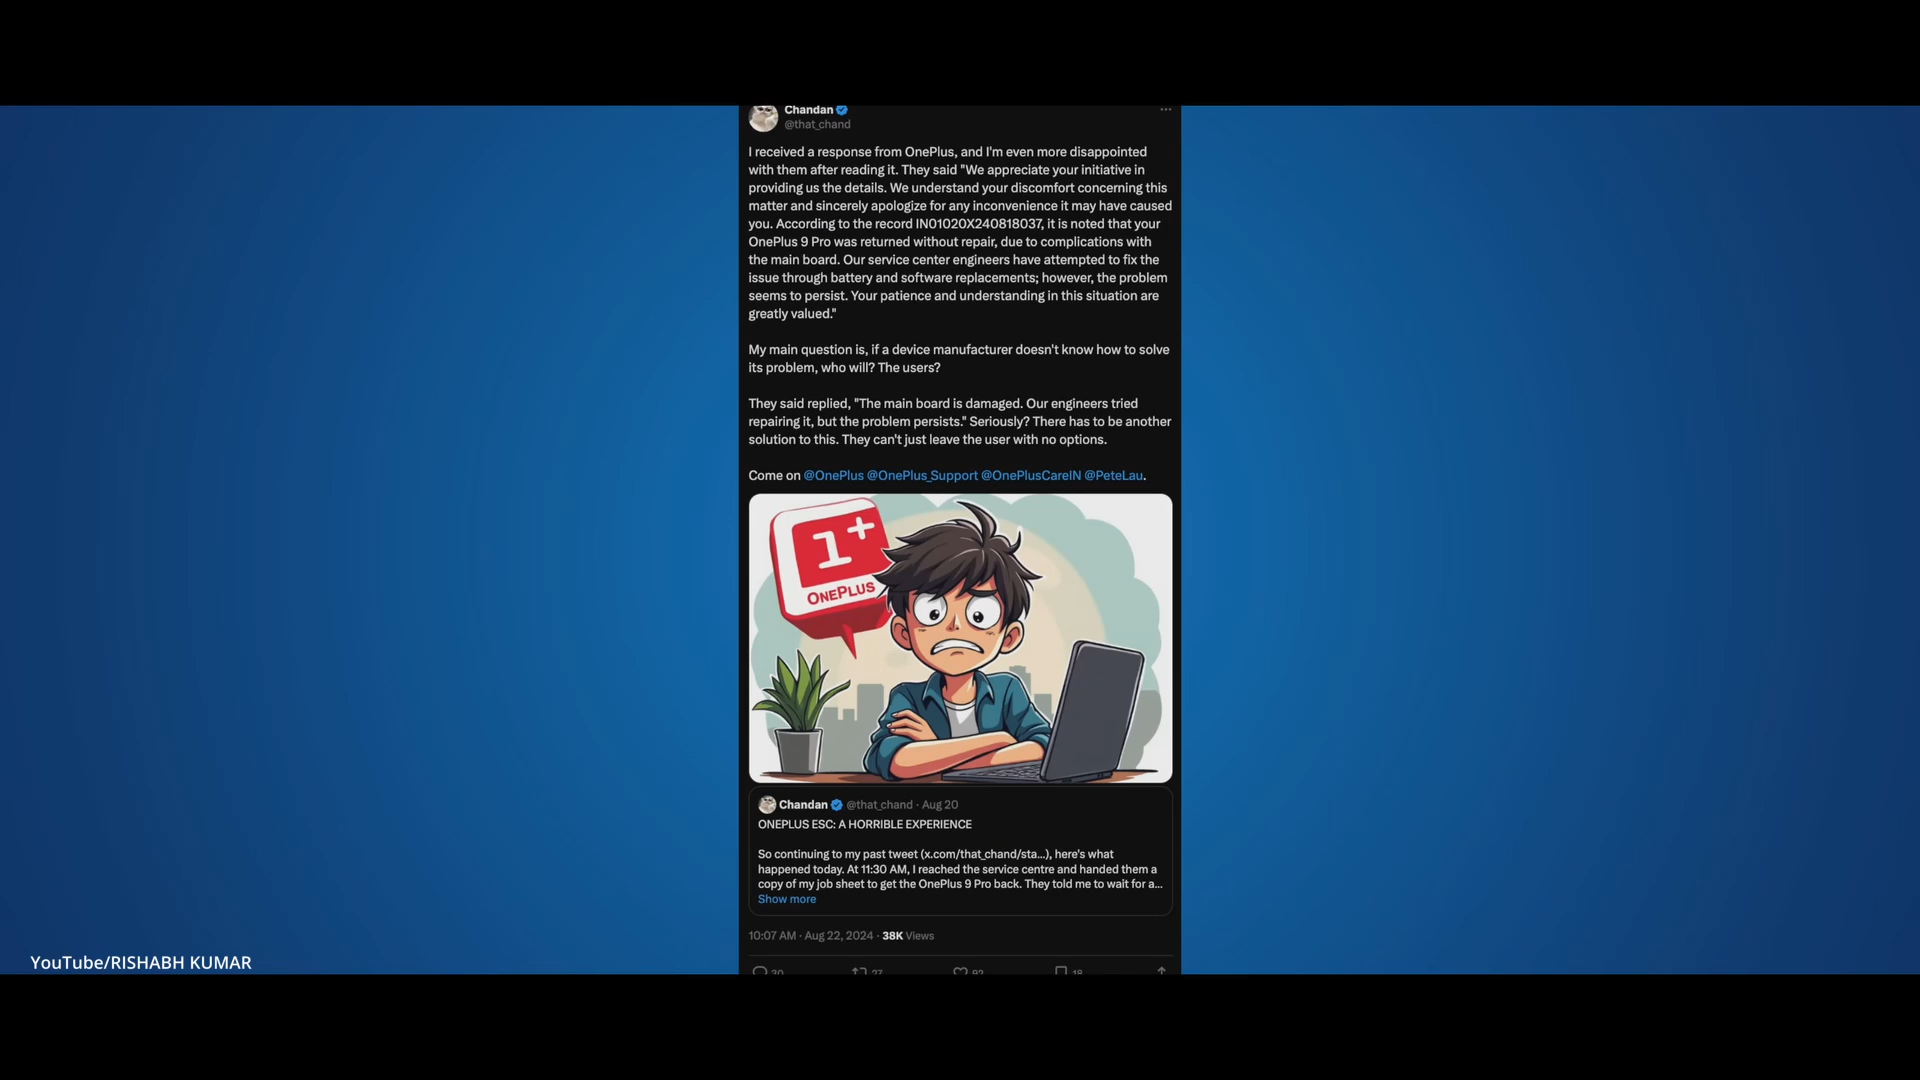 Chandan
@that_chand
I received a response from OnePlus, and I'm even more disappointed
with them after reading it. They said "We appreciate your initiative in
providing us the details. We understand your discomfort concerning this
matter and sincerely apologize for any inconvenience it may have caused
you. According to the record IN01020X240818037, it is noted that your
OnePlus 9 Pro was returned without repair, due to complications with
the main board. Our service center engineers have attempted to fix the
issue through battery and software replacements; however, the problem
seems to persist. Your patience and understanding in this situation are
greatly valued."
My main question is, if a device manufacturer doesn't know how to solve
its problem, who will? The users?
They said replied, "The main board is damaged. Our engineers tried
repairing it, but the problem persists." Seriously? There has to be another
solution to this. They can't just leave the user with no options.
Come on @OnePlus @OnePlus_Support @OnePlusCareIN @PeteLau.
1+
ONEPLUS
Chandan @that_chand · Aug 20
ONEPLUS ESC: A HORRIBLE EXPERIENCE
So continuing to my past tweet (x.com/that_chand/sta...), here's what
happened today. At 11:30 AM, I reached the service centre and handed them a
copy of my job sheet to get the OnePlus 9 Pro back. They told me to wait for a...
Show more
10:07 AM · Aug 22, 2024 · 38K Views
30 27 92 18
YouTube/RISHABH KUMAR